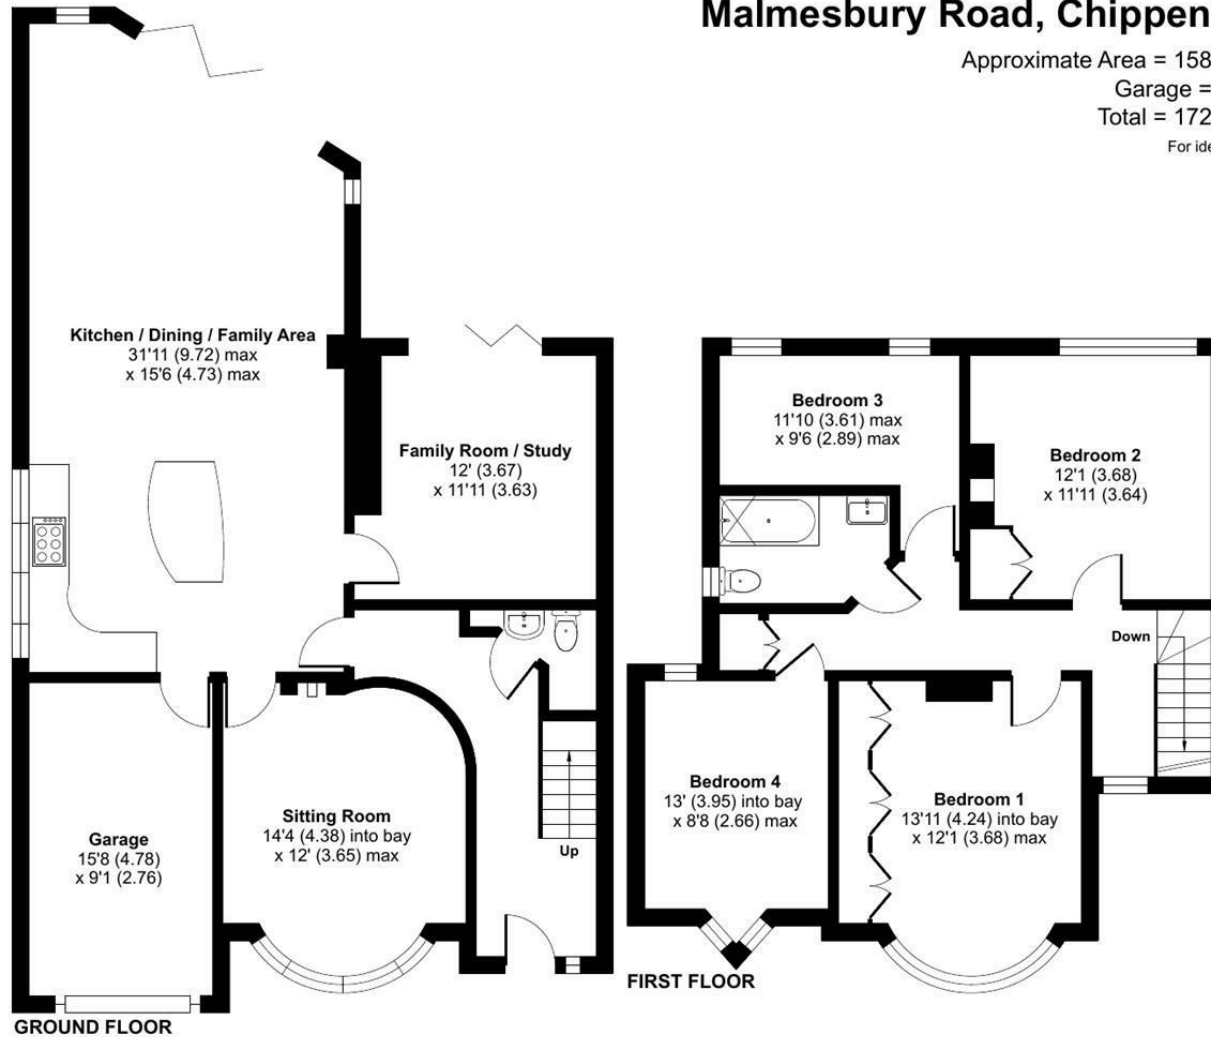 Malmesbury Road, Chippen
Approximate Area = 158
Garage =
Total = 172
For ide
Kitchen / Dining / Family Area
31'11 (9.72) max
x 15'6 (4.73) max
Family Room / Study
12' (3.67)
x 11'11 (3.63)
Bedroom 3
11'10 (3.61) max
x 9'6 (2.89) max
Bedroom 2
12'1 (3.68)
x 11'11 (3.64)
Down
Garage
15'8 (4.78)
x 9'1 (2.76)
Sitting Room
14'4 (4.38) into bay
x 12' (3.65) max
Up
Bedroom 4
13' (3.95) into bay
x 8'8 (2.66) max
Bedroom 1
13'11 (4.24) into bay
x 12'1 (3.68) max
FIRST FLOOR
GROUND FLOOR